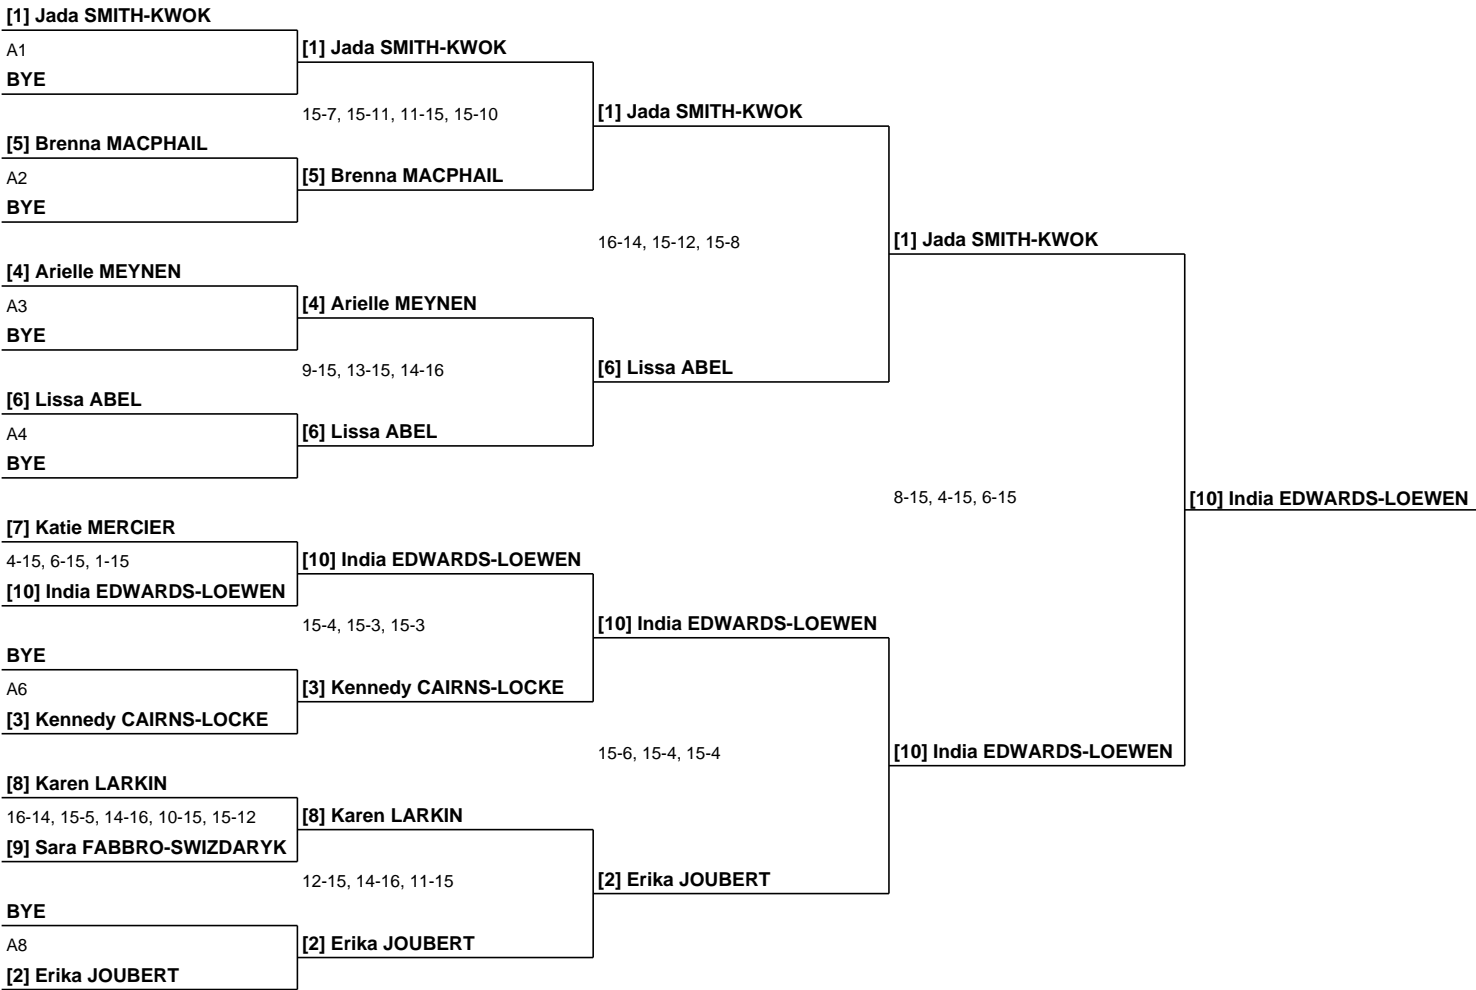 [1] Jada SMITH-KWOK
A1
[1] Jada SMITH-KWOK
BYE
15-7, 15-11, 11-15, 15-10
[1] Jada SMITH-KWOK
[5] Brenna MACPHAIL
A2
[5] Brenna MACPHAIL
BYE
16-14, 15-12, 15-8
[1] Jada SMITH-KWOK
[4] Arielle MEYNEN
A3
[4] Arielle MEYNEN
BYE
9-15, 13-15, 14-16
[6] Lissa ABEL
[6] Lissa ABEL
A4
[6] Lissa ABEL
BYE
8-15, 4-15, 6-15
[10] India EDWARDS-LOEWEN
[7] Katie MERCIER
4-15, 6-15, 1-15
[10] India EDWARDS-LOEWEN
[10] India EDWARDS-LOEWEN
15-4, 15-3, 15-3
[10] India EDWARDS-LOEWEN
BYE
A6
[3] Kennedy CAIRNS-LOCKE
[3] Kennedy CAIRNS-LOCKE
15-6, 15-4, 15-4
[10] India EDWARDS-LOEWEN
[8] Karen LARKIN
16-14, 15-5, 14-16, 10-15, 15-12
[8] Karen LARKIN
[9] Sara FABBRO-SWIZDARYK
12-15, 14-16, 11-15
[2] Erika JOUBERT
BYE
A8
[2] Erika JOUBERT
[2] Erika JOUBERT